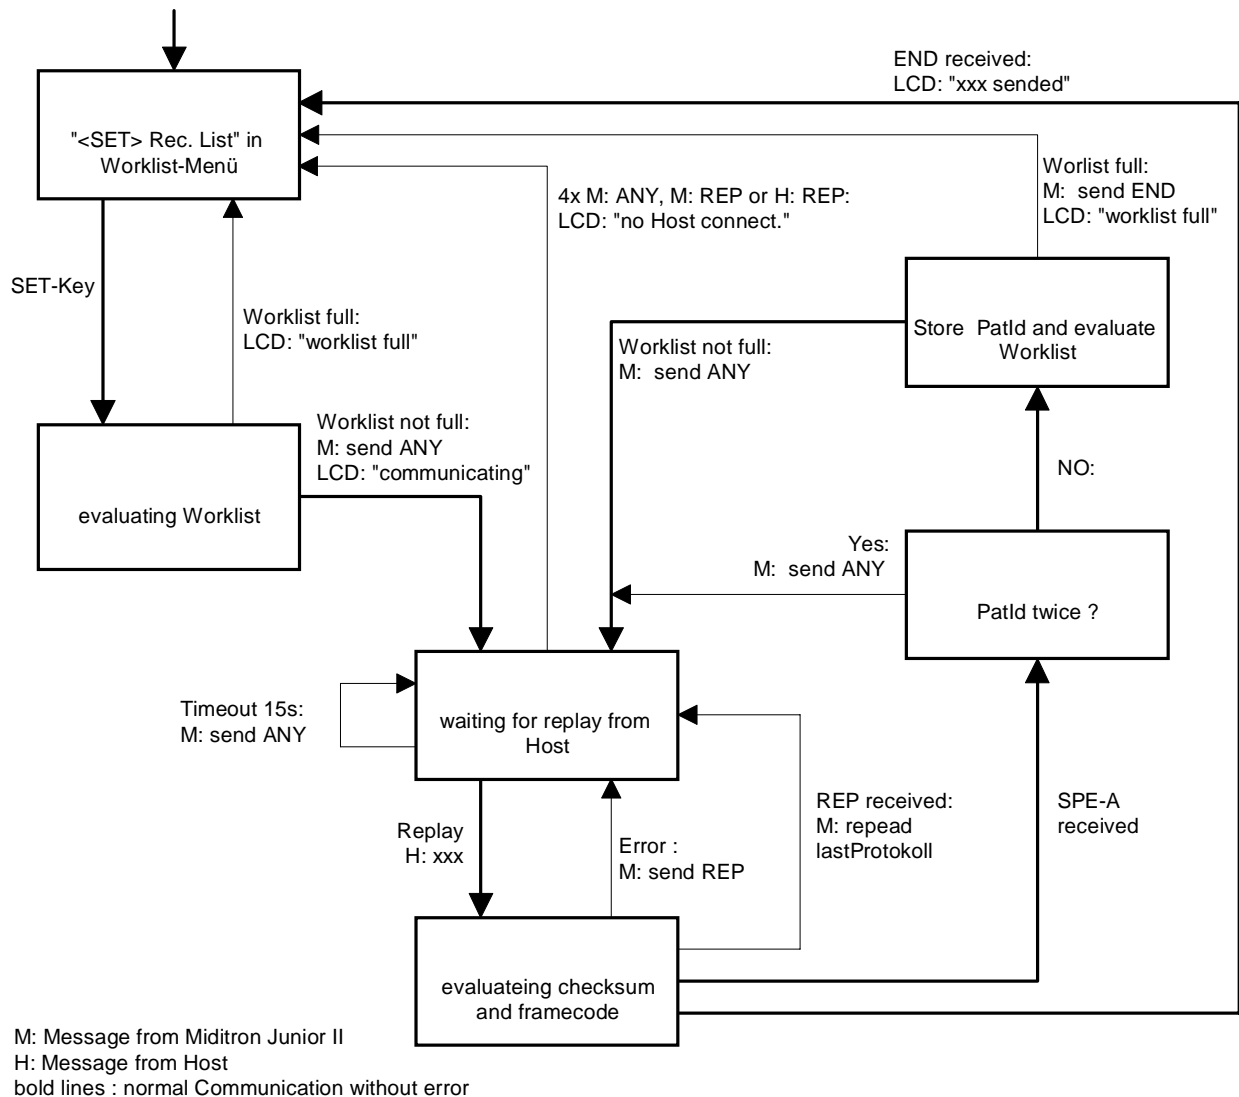 END received:
LCD: "xxx sended"
"<SET> Rec. List" in
Worklist-Menü
Worlist full:
M:  send END
LCD: "worklist full"
4x M: ANY, M: REP or H: REP:
LCD: "no Host connect."
SET-Key
Worklist full:
LCD: "worklist full"
Store  PatId and evaluate
Worklist
Worklist not full:
M:  send ANY
Worklist not full:
M: send ANY
LCD: "communicating"
NO:
evaluating Worklist
Yes:
M:  send ANY
PatId twice ?
Timeout 15s:
M: send ANY
waiting for replay from
Host
REP received:
M: repead
lastProtokoll
SPE-A
received
Replay
H: xxx
Error :
M: send REP
evaluateing checksum
and framecode
M: Message from Miditron Junior II
H: Message from Host
bold lines : normal Communication without error